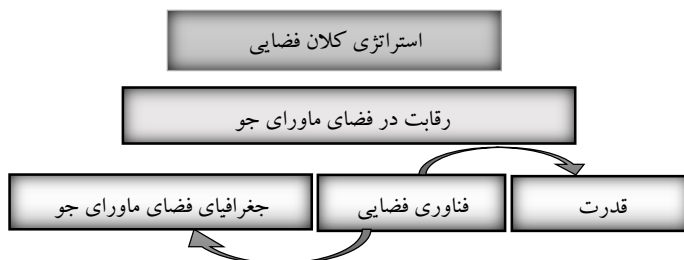 استراتژی کلان فضایی
رقابت در فضای ماورای جو
قدرت
فناوری فضایی
جغرافیای فضای ماورای جو